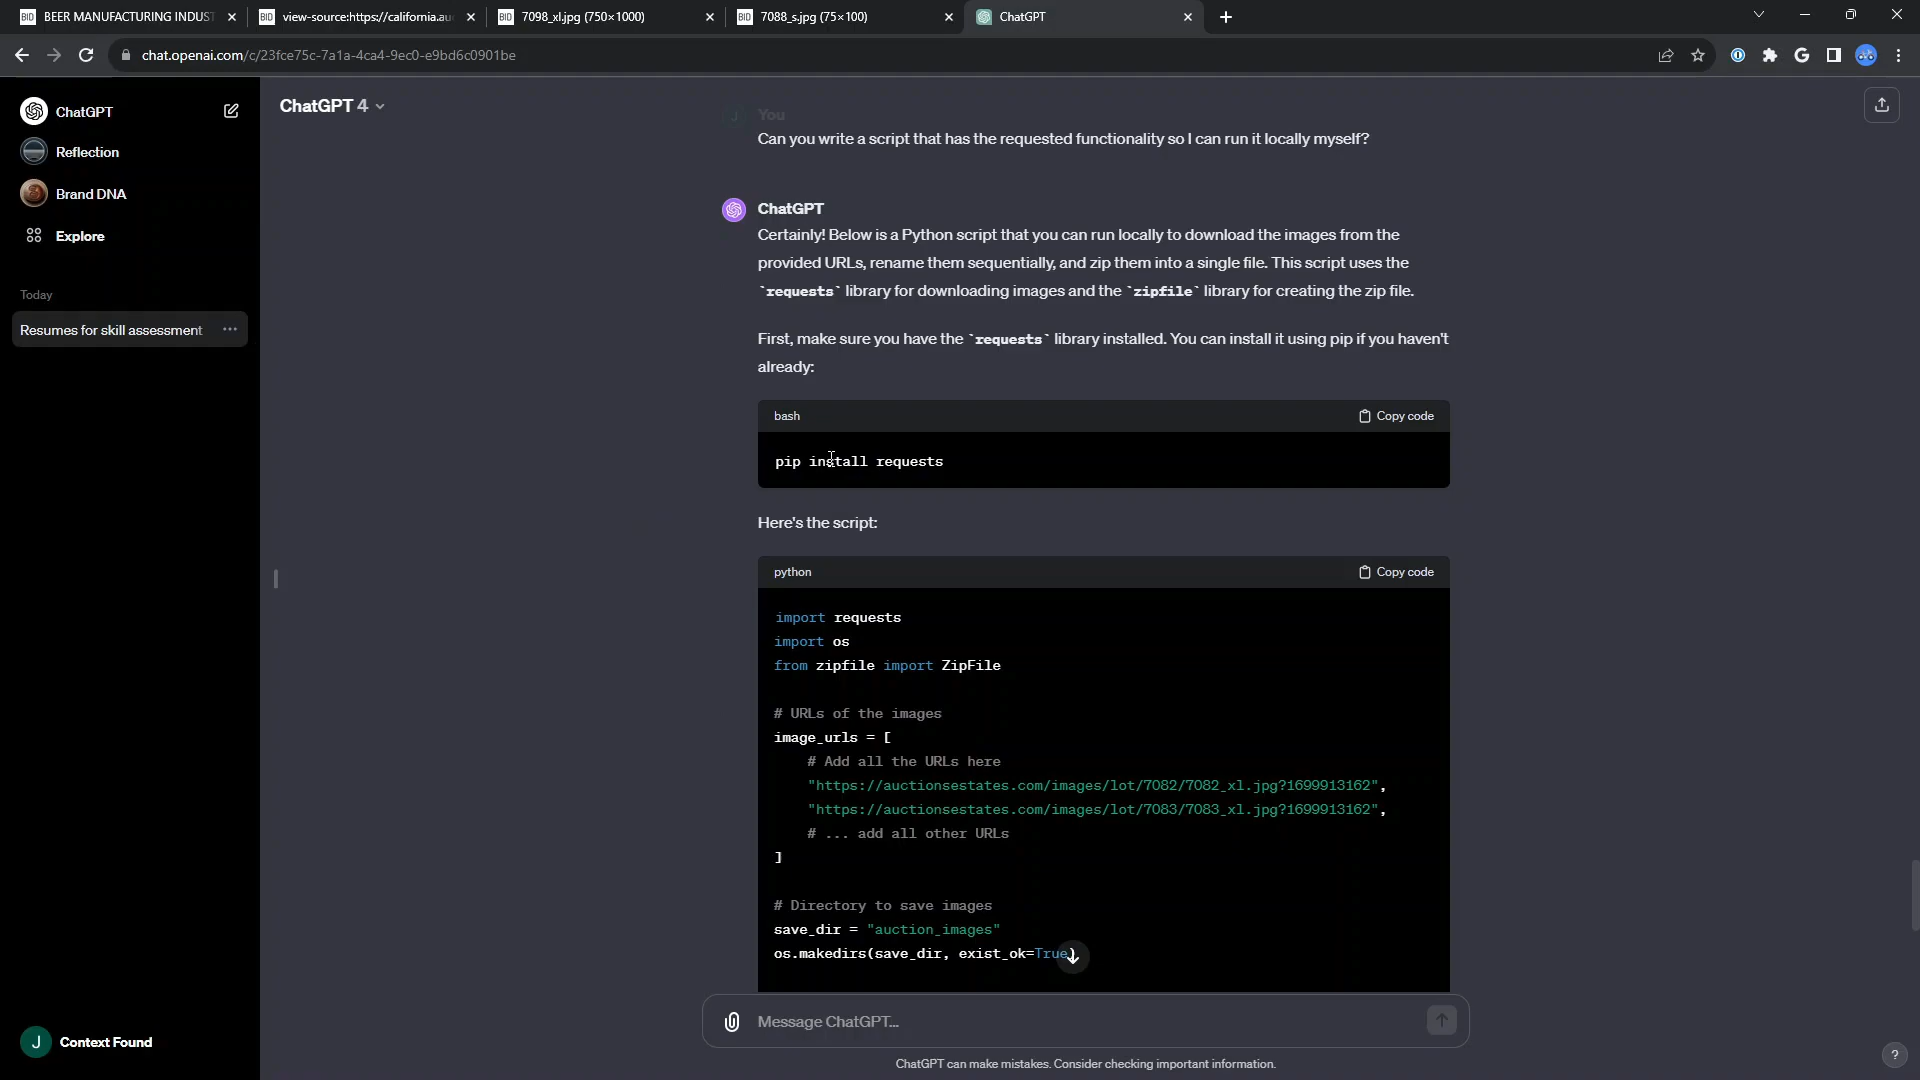 BEER MANUFACTURING INDUST
view-source:https://california.au
7098_xl.jpg (750×1000)
7088_s.jpg (75×100)
ChatGPT
chat.openai.com/c/23fce75c-7a1a-4ca4-9ec0-e9bd6c0901be
ChatGPT
Reflection
Brand DNA
Explore
Today
Resumes for skill assessment
J Context Found
ChatGPT 4
J You
Can you write a script that has the requested functionality so I can run it locally myself?
ChatGPT
Certainly! Below is a Python script that you can run locally to download the images from the
provided URLs, rename them sequentially, and zip them into a single file. This script uses the
`requests` library for downloading images and the `zipfile` library for creating the zip file.
First, make sure you have the `requests` library installed. You can install it using pip if you haven't
already:
bash Copy code
pip install requests
Here's the script:
python Copy code
import requests
import os
from zipfile import ZipFile
# URLs of the images
image_urls = [
# Add all the URLs here
"https://auctionsestates.com/images/lot/7082/7082_xl.jpg?1699913162",
"https://auctionsestates.com/images/lot/7083/7083_xl.jpg?1699913162",
# ... add all other URLs
]
# Directory to save images
save_dir = "auction_images"
os.makedirs(save_dir, exist_ok=True)
Message ChatGPT...
ChatGPT can make mistakes. Consider checking important information.
?